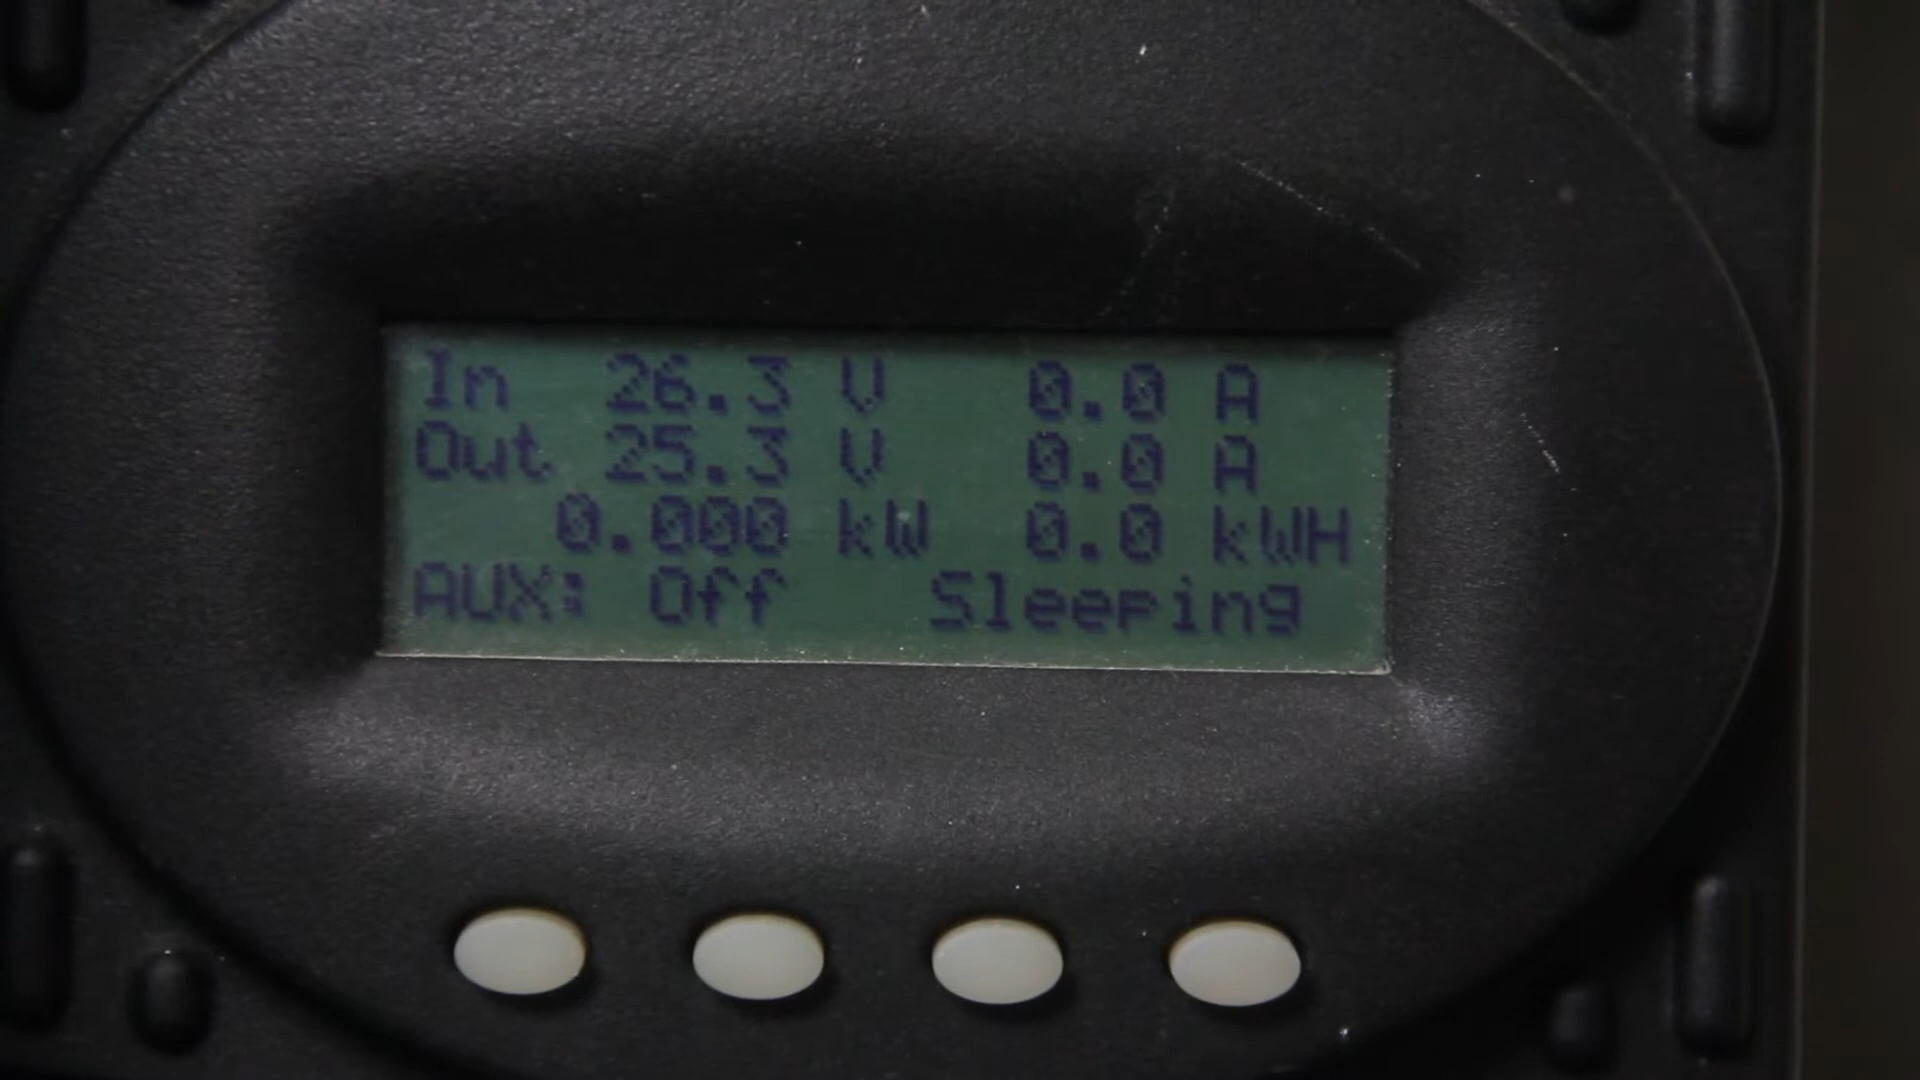 In 26.3 V 0.0 A
Out 25.3 V 0.0 A
0.000 kW 0.0 kWH
AUX: Off Sleeping